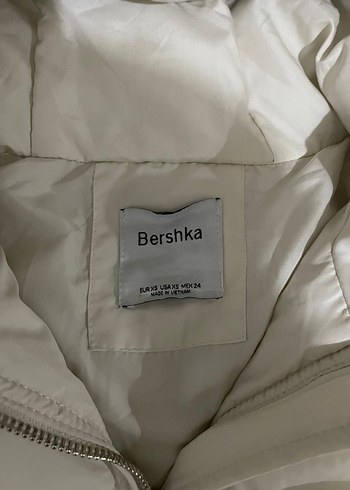 Bershka
EUR XS USA XS MEX 24
MADE IN VIETNAM